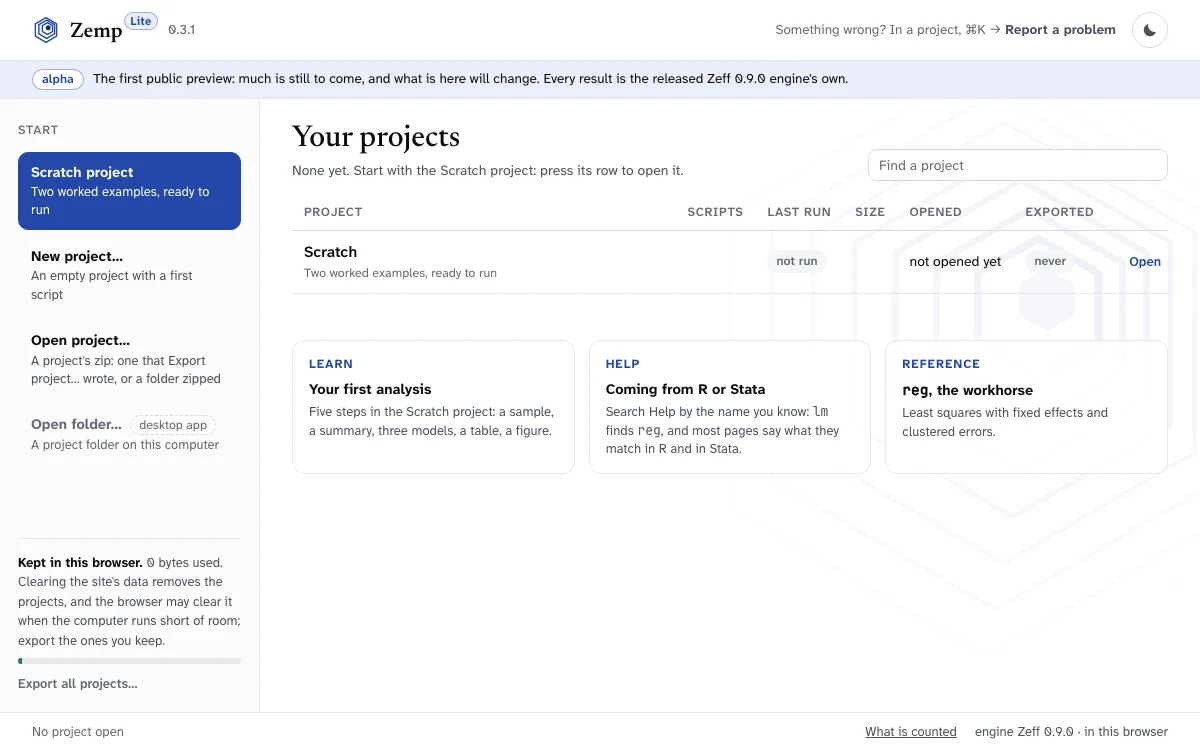 Zemp Lite 0.3.1
Something wrong? In a project, ⌘K → Report a problem
alpha The first public preview: much is still to come, and what is here will change. Every result is the released Zeff 0.9.0 engine's own.
START
Scratch project
Two worked examples, ready to
run
New project...
An empty project with a first
script
Open project...
A project's zip: one that Export
project... wrote, or a folder zipped
Open folder... desktop app
A project folder on this computer
Kept in this browser. 0 bytes used.
Clearing the site's data removes the
projects, and the browser may clear it
when the computer runs short of room;
export the ones you keep.
Export all projects...
Your projects
None yet. Start with the Scratch project: press its row to open it.
Find a project
PROJECT SCRIPTS LAST RUN SIZE OPENED EXPORTED
Scratch
Two worked examples, ready to run
not run not opened yet never Open
LEARN
Your first analysis
Five steps in the Scratch project: a sample,
a summary, three models, a table, a figure.
HELP
Coming from R or Stata
Search Help by the name you know: lm
finds reg, and most pages say what they
match in R and in Stata.
REFERENCE
reg, the workhorse
Least squares with fixed effects and
clustered errors.
No project open
What is counted engine Zeff 0.9.0 · in this browser